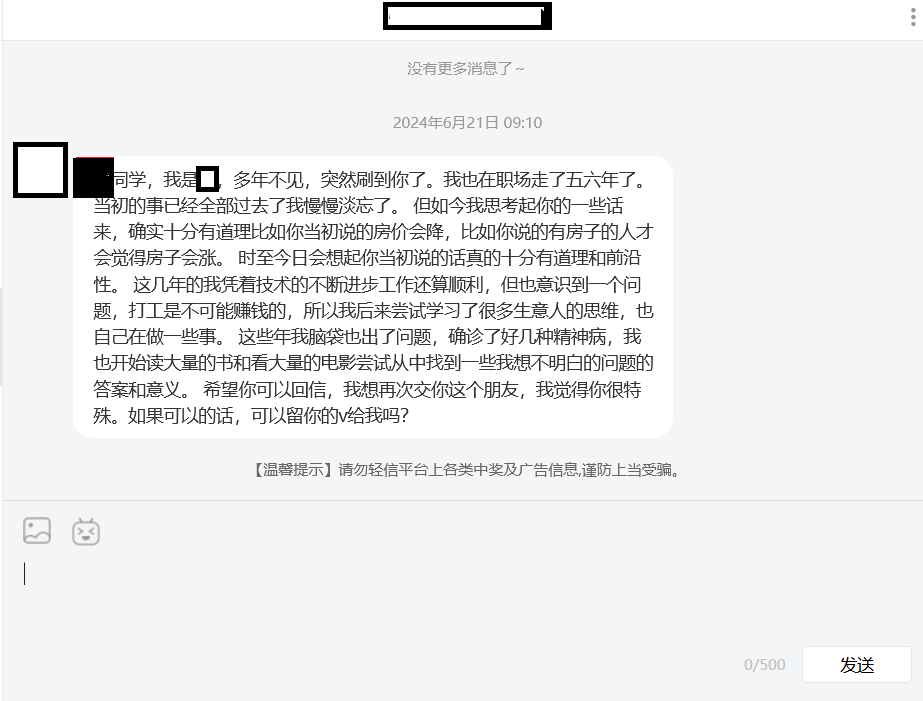 没有更多消息了～
2024年6月21日 09:10
同学，我是，多年不见，突然刷到你了。我也在职场走了五六年了。
当初的事已经全部过去了我慢慢淡忘了。 但如今我思考起你的一些话
来，确实十分有道理比如你当初说的房价会降，比如你说的有房子的人才
会觉得房子会涨。 时至今日会想起你当初说的话真的十分有道理和前沿
性。 这几年的我凭着技术的不断进步工作还算顺利，但也意识到一个问
题，打工是不可能赚钱的，所以我后来尝试学习了很多生意人的思维，也
自己在做一些事。 这些年我脑袋也出了问题，确诊了好几种精神病，我
也开始读大量的书和看大量的电影尝试从中找到一些我想不明白的问题的
答案和意义。 希望你可以回信，我想再次交你这个朋友，我觉得你很特
殊。如果可以的话，可以留你的v给我吗？
【温馨提示】请勿轻信平台上各类中奖及广告信息,谨防上当受骗。
0/500
发送